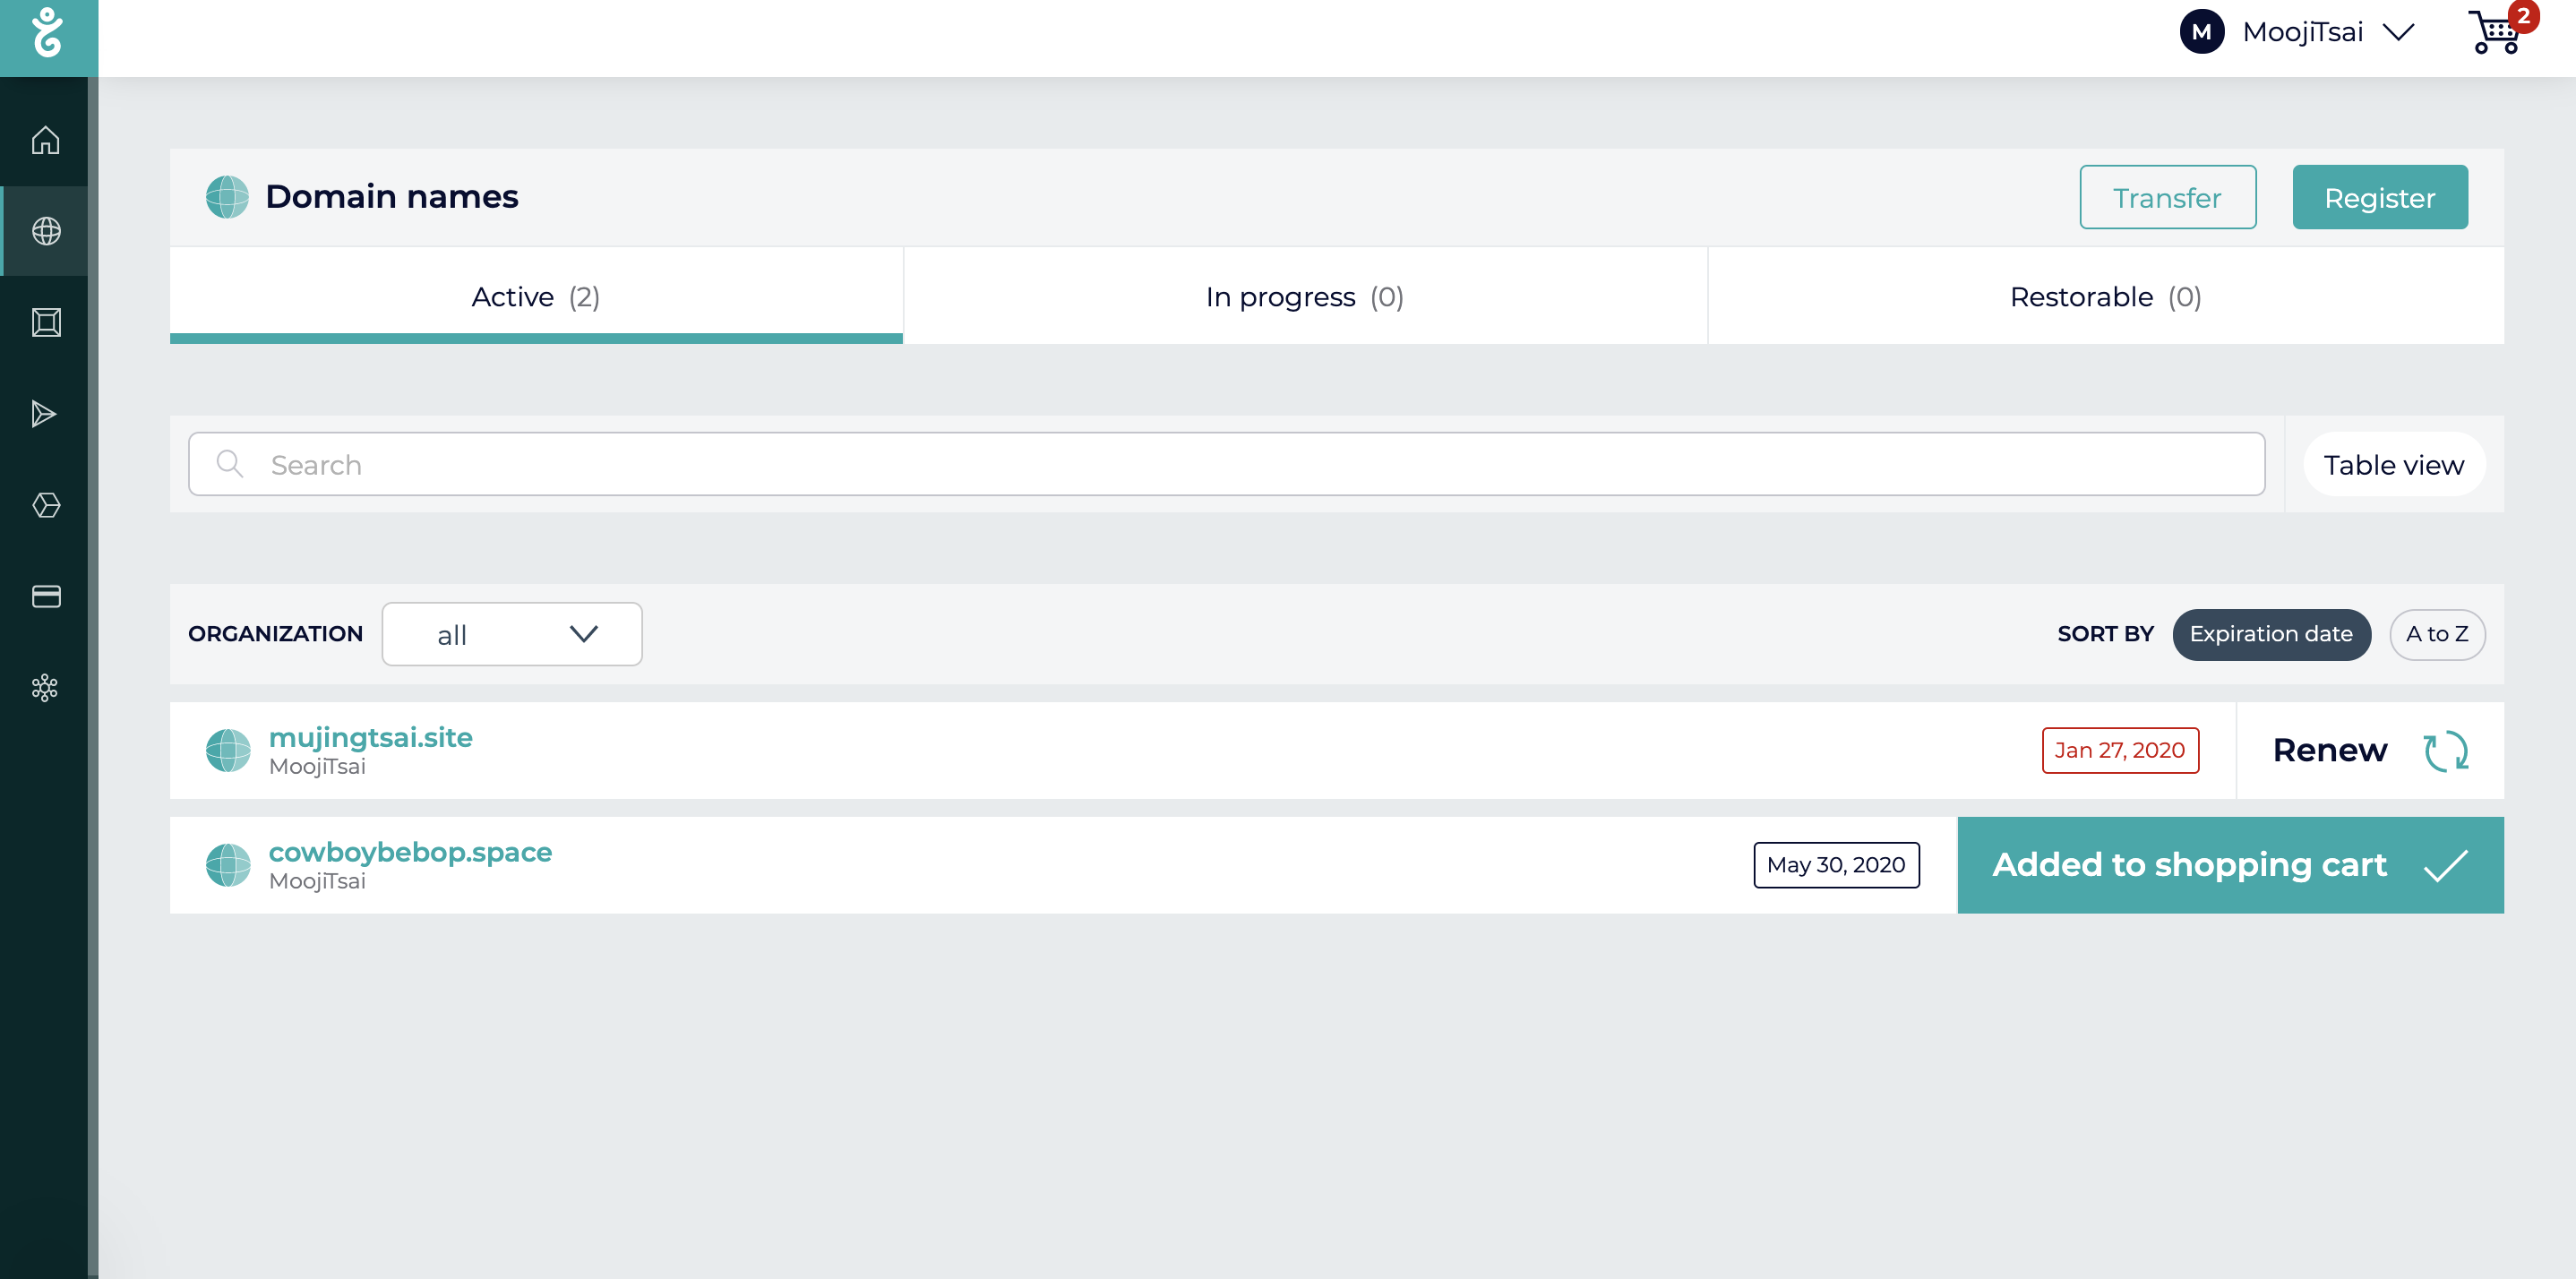 M MoojiTsai 2
Domain names Transfer Register
Active (2) In progress (0) Restorable (0)
Search Table view
ORGANIZATION all SORT BY Expiration date A to Z
mujingtsai.site
MoojiTsai
Jan 27, 2020 Renew
cowboybebop.space
MoojiTsai
May 30, 2020 Added to shopping cart